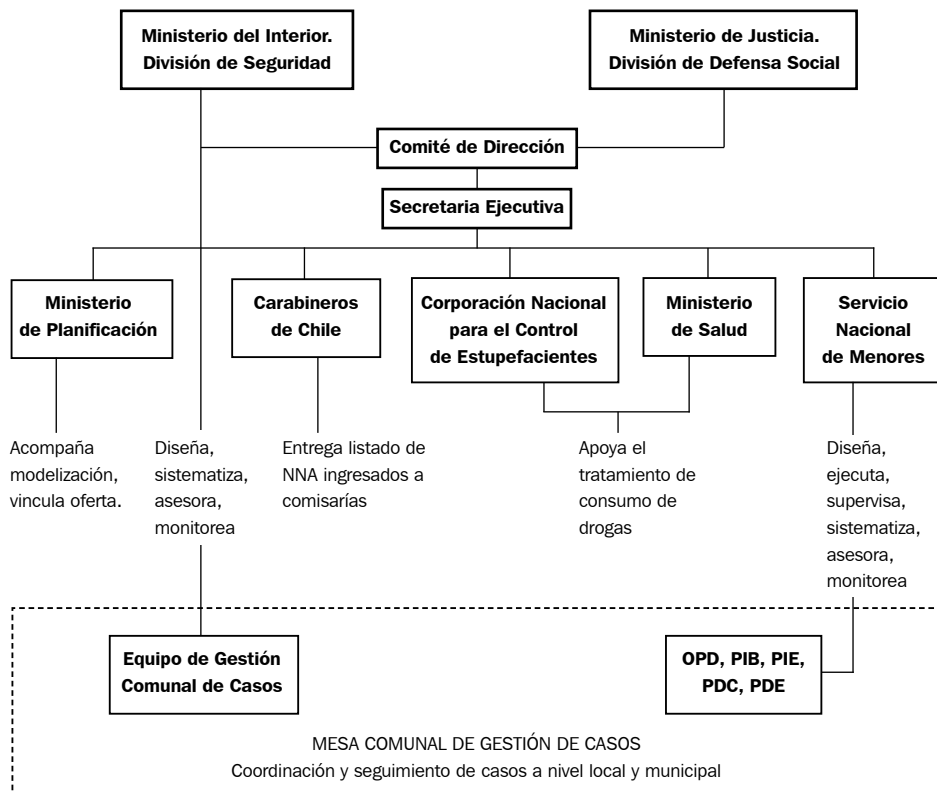 Ministerio del Interior.
División de Seguridad
Ministerio de Justicia.
División de Defensa Social
Comité de Dirección
Secretaria Ejecutiva
Ministerio
de Planificación
Carabineros
de Chile
Corporación Nacional
para el Control
de Estupefacientes
Ministerio
de Salud
Servicio
Nacional
de Menores
Acompaña
modelización,
vincula oferta.
Diseña,
sistematiza,
asesora,
monitorea
Entrega listado de
NNA ingresados a
comisarías
Apoya el
tratamiento de
consumo de
drogas
Diseña,
ejecuta,
supervisa,
sistematiza,
asesora,
monitorea
Equipo de Gestión
Comunal de Casos
OPD, PIB, PIE,
PDC, PDE
MESA COMUNAL DE GESTIÓN DE CASOS
Coordinación y seguimiento de casos a nivel local y municipal